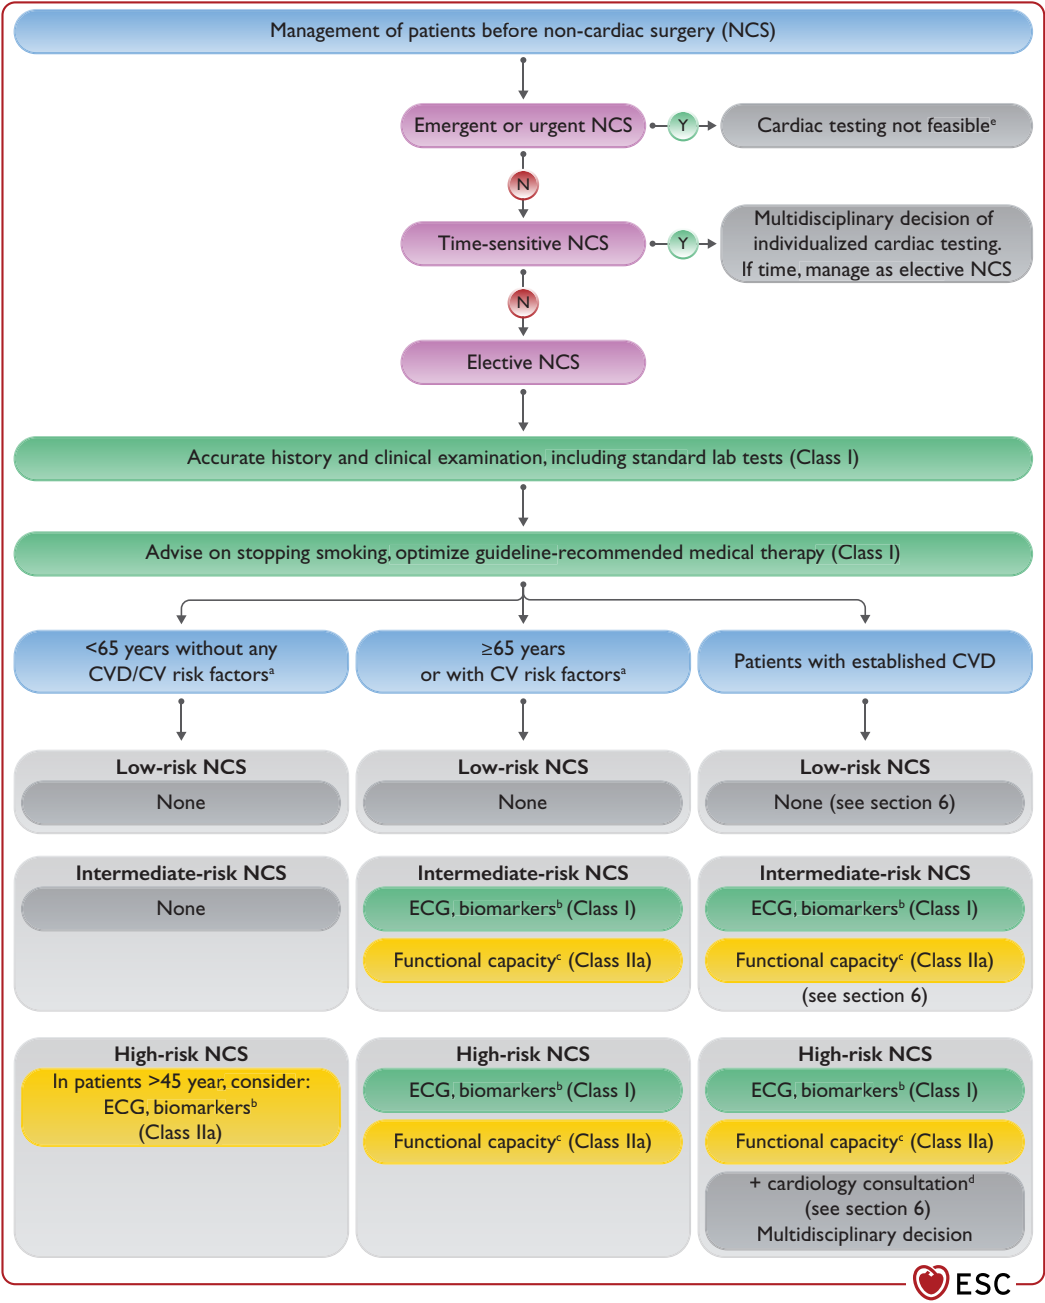 Management of patients before non-cardiac surgery (NCS)
Emergent or urgent NCS
Y
Cardiac testing not feasibleᵉ
N
Time-sensitive NCS
Y
Multidisciplinary decision of
individualized cardiac testing.
If time, manage as elective NCS
N
Elective NCS
Accurate history and clinical examination, including standard lab tests (Class I)
Advise on stopping smoking, optimize guideline-recommended medical therapy (Class I)
<65 years without any
CVD/CV risk factorsᵃ
≥65 years
or with CV risk factorsᵃ
Patients with established CVD
Low-risk NCS
None
Low-risk NCS
None
Low-risk NCS
None (see section 6)
Intermediate-risk NCS
None
Intermediate-risk NCS
ECG, biomarkersᵇ (Class I)
Functional capacityᶜ (Class IIa)
Intermediate-risk NCS
ECG, biomarkersᵇ (Class I)
Functional capacityᶜ (Class IIa)
(see section 6)
High-risk NCS
In patients >45 year, consider:
ECG, biomarkersᵇ
(Class IIa)
High-risk NCS
ECG, biomarkersᵇ (Class I)
Functional capacityᶜ (Class IIa)
High-risk NCS
ECG, biomarkersᵇ (Class I)
Functional capacityᶜ (Class IIa)
+ cardiology consultationᵈ
(see section 6)
Multidisciplinary decision
ESC